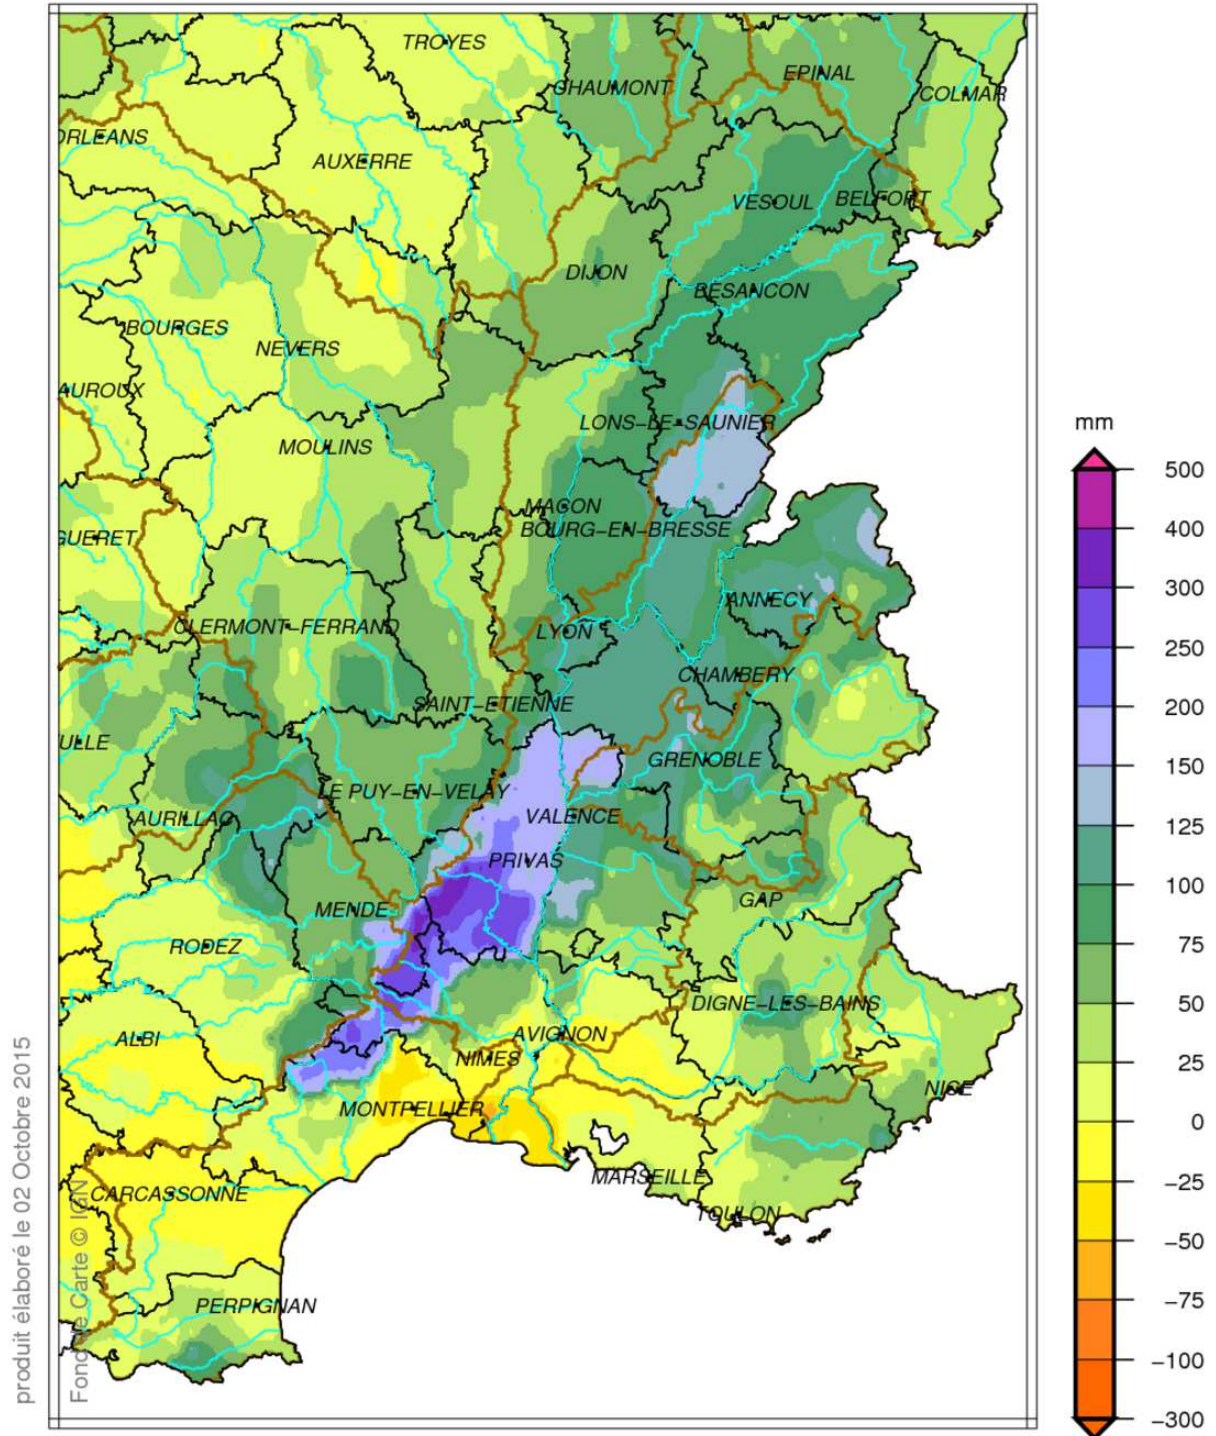 TROYES
EPINAL
CHAUMONT
COLMAR
ORLEANS
AUXERRE
VESOUL
BELFORT
DIJON
BESANCON
BOURGES
NEVERS
AUROUX
LONS-LE-SAUNIER
mm
MOULINS
500
MACON
400
BOURG-EN-BRESSE
GUERET
300
ANNECY
CLERMONT-FERRAND
LYON
250
CHAMBERY
SAINT-ETIENNE
200
ULLE
GRENOBLE
150
LE PUY-EN-VELAY
VALENCE
AURILLAC
125
PRIVAS
100
GAP
MENDE
75
RODEZ
DIGNE-LES-BAINS
50
AVIGNON
ALBI
NIMES
25
NICE
MONTPELLIER
0
MARSEILLE
-25
CARCASSONNE
TOULON
-50
PERPIGNAN
-75
-100
-300
produit élaboré le 02 Octobre 2015
Fond de Carte © IGN